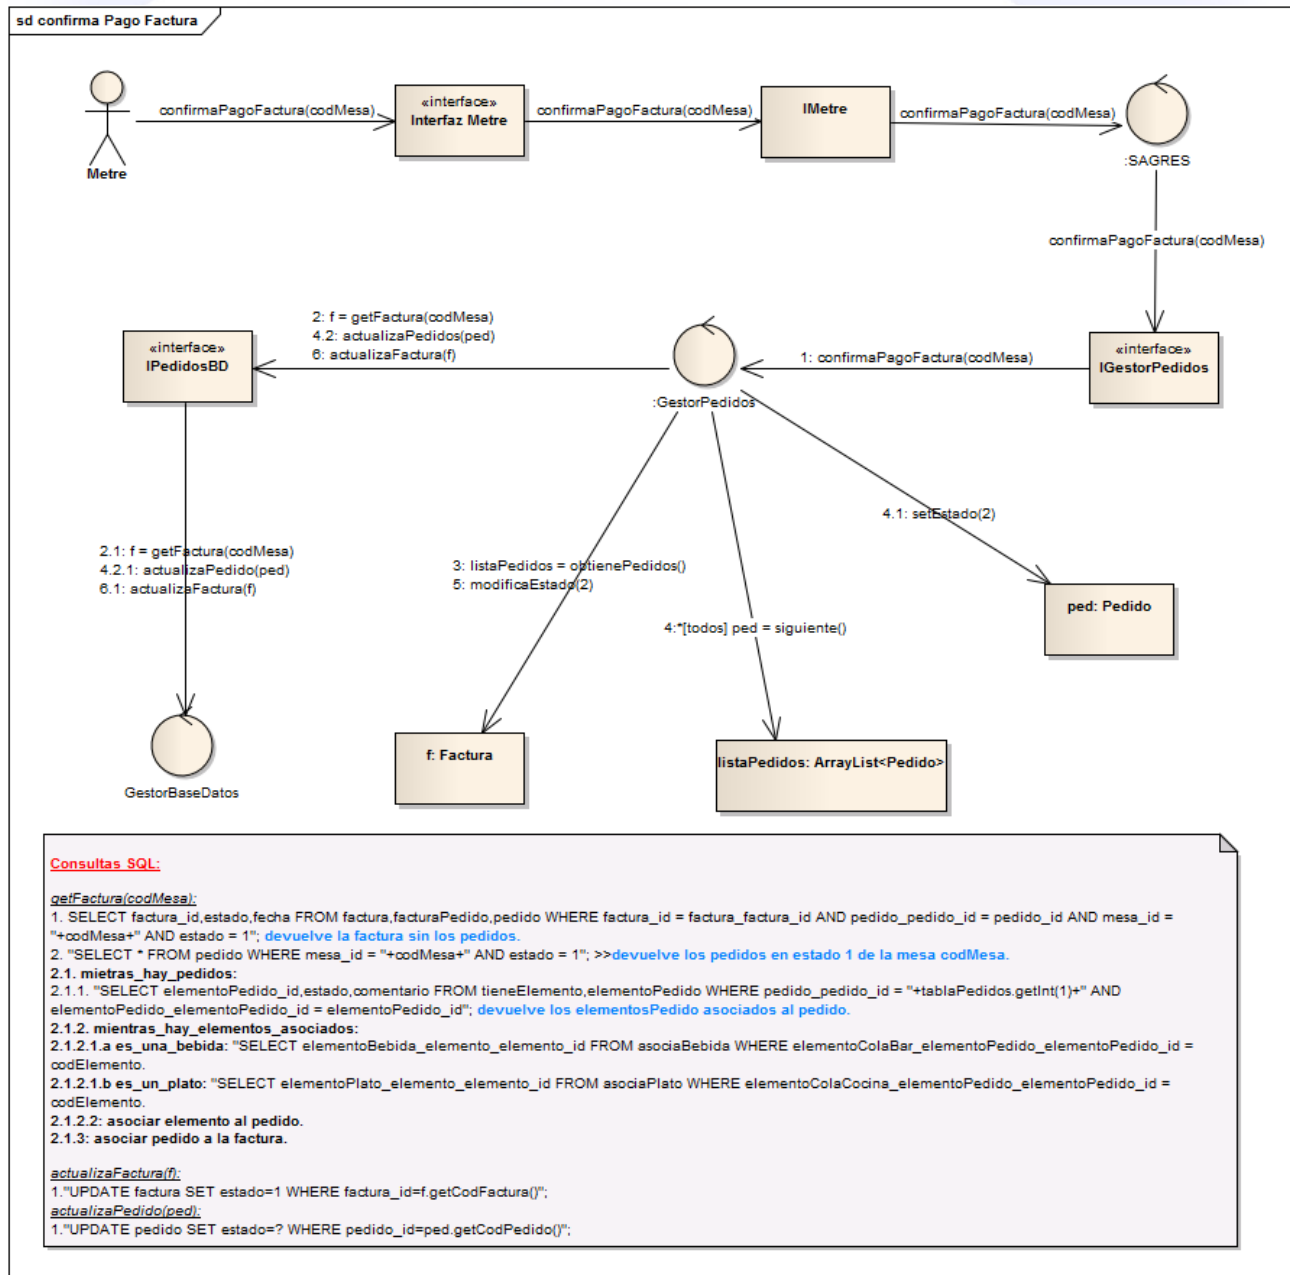 sd confirma Pago Factura
Metre
confirmaPagoFactura(codMesa)
«interface»
Interfaz Metre
confirmaPagoFactura(codMesa)
IMetre
confirmaPagoFactura(codMesa)
:SAGRES
confirmaPagoFactura(codMesa)
«interface»
IGestorPedidos
1: confirmaPagoFactura(codMesa)
:GestorPedidos
2: f = getFactura(codMesa)
4.2: actualizaPedidos(ped)
6: actualizaFactura(f)
«interface»
IPedidosBD
2.1: f = getFactura(codMesa)
4.2.1: actualizaPedido(ped)
6.1: actualizaFactura(f)
GestorBaseDatos
3: listaPedidos = obtienePedidos()
5: modificaEstado(2)
f: Factura
4:*[todos] ped = siguiente()
listaPedidos: ArrayList<Pedido>
4.1: setEstado(2)
ped: Pedido
Consultas SQL:
getFactura(codMesa):
1. SELECT factura_id,estado,fecha FROM factura,facturaPedido,pedido WHERE factura_id = factura_factura_id AND pedido_pedido_id = pedido_id AND mesa_id =
"+codMesa+" AND estado = 1"; devuelve la factura sin los pedidos.
2. "SELECT * FROM pedido WHERE mesa_id = "+codMesa+" AND estado = 1"; >>devuelve los pedidos en estado 1 de la mesa codMesa.
2.1. mietras_hay_pedidos:
2.1.1. "SELECT elementoPedido_id,estado,comentario FROM tieneElemento,elementoPedido WHERE pedido_pedido_id = "+tablaPedidos.getInt(1)+" AND
elementoPedido_elementoPedido_id = elementoPedido_id"; devuelve los elementosPedido asociados al pedido.
2.1.2. mientras_hay_elementos_asociados:
2.1.2.1.a es_una_bebida: "SELECT elementoBebida_elemento_elemento_id FROM asociaBebida WHERE elementoColaBar_elementoPedido_elementoPedido_id =
codElemento.
2.1.2.1.b es_un_plato: "SELECT elementoPlato_elemento_elemento_id FROM asociaPlato WHERE elementoColaCocina_elementoPedido_elementoPedido_id =
codElemento.
2.1.2.2: asociar elemento al pedido.
2.1.3: asociar pedido a la factura.
actualizaFactura(f):
1."UPDATE factura SET estado=1 WHERE factura_id=f.getCodFactura()";
actualizaPedido(ped):
1."UPDATE pedido SET estado=? WHERE pedido_id=ped.getCodPedido()";